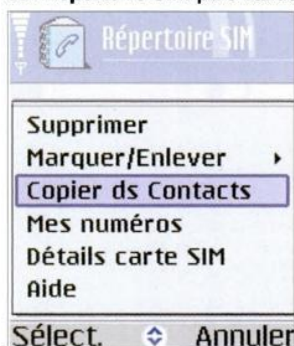 Répertoire SIM
Supprimer
Marquer/Enlever
Copier ds Contacts
Mes numéros
Détails carte SIM
Aide
Sélect. Annuler